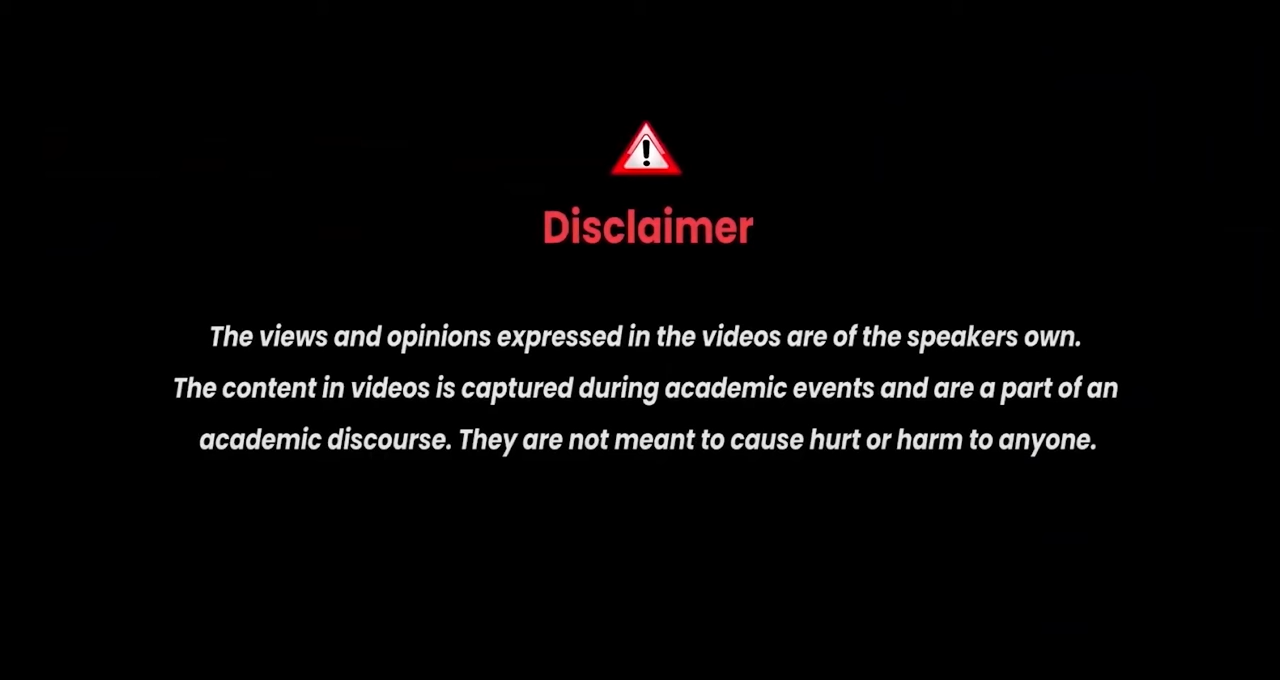 Disclaimer
The views and opinions expressed in the videos are of the speakers own.
The content in videos is captured during academic events and are a part of an
academic discourse. They are not meant to cause hurt or harm to anyone.